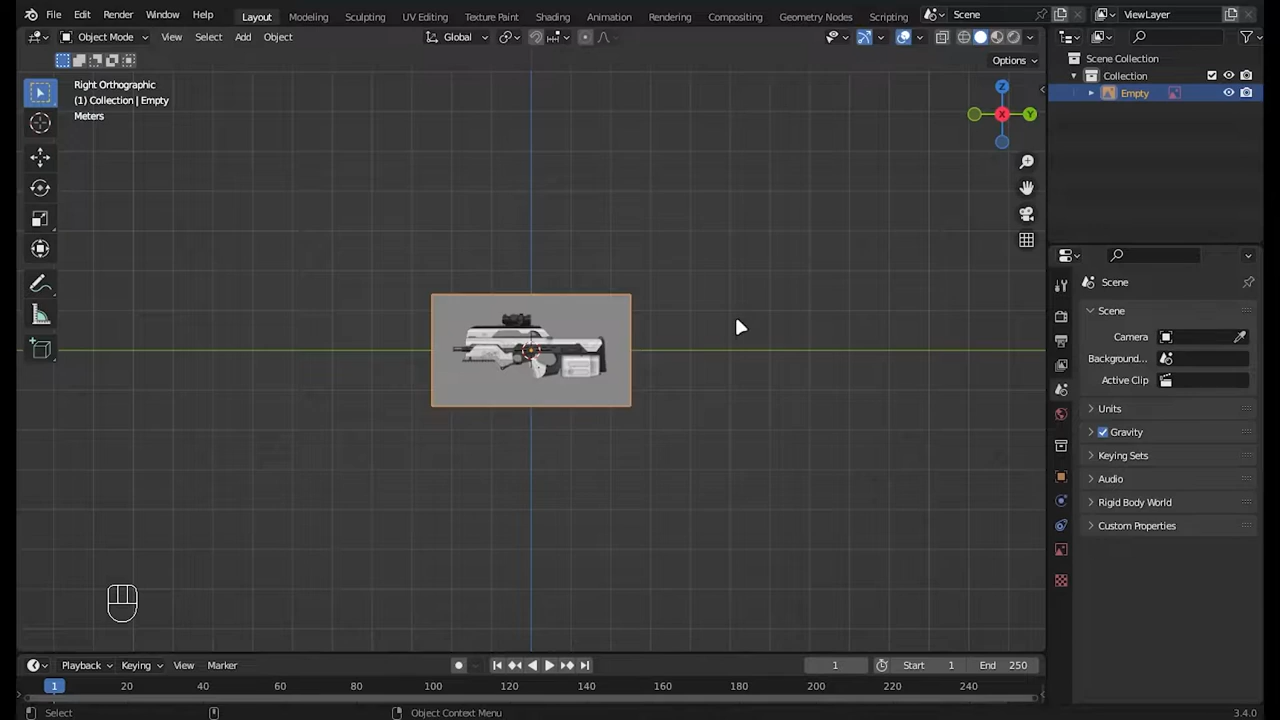 File Edit Render Window Help Layout Modeling Sculpting UV Editing Texture Paint Shading Animation Rendering Compositing Geometry Nodes Scripting Scene ViewLayer
Object Mode View Select Add Object Global
Options
Right Orthographic
(1) Collection | Empty
Meters
Z
Y
X
Scene Collection
Collection
Empty
Scene
Scene
Camera
Background...
Active Clip
Units
Gravity
Keying Sets
Audio
Rigid Body World
Custom Properties
Playback Keying View Marker 1 Start 1 End 250
1 20 40 60 80 100 120 140 160 180 200 220 240
Select Object Context Menu 3.4.0